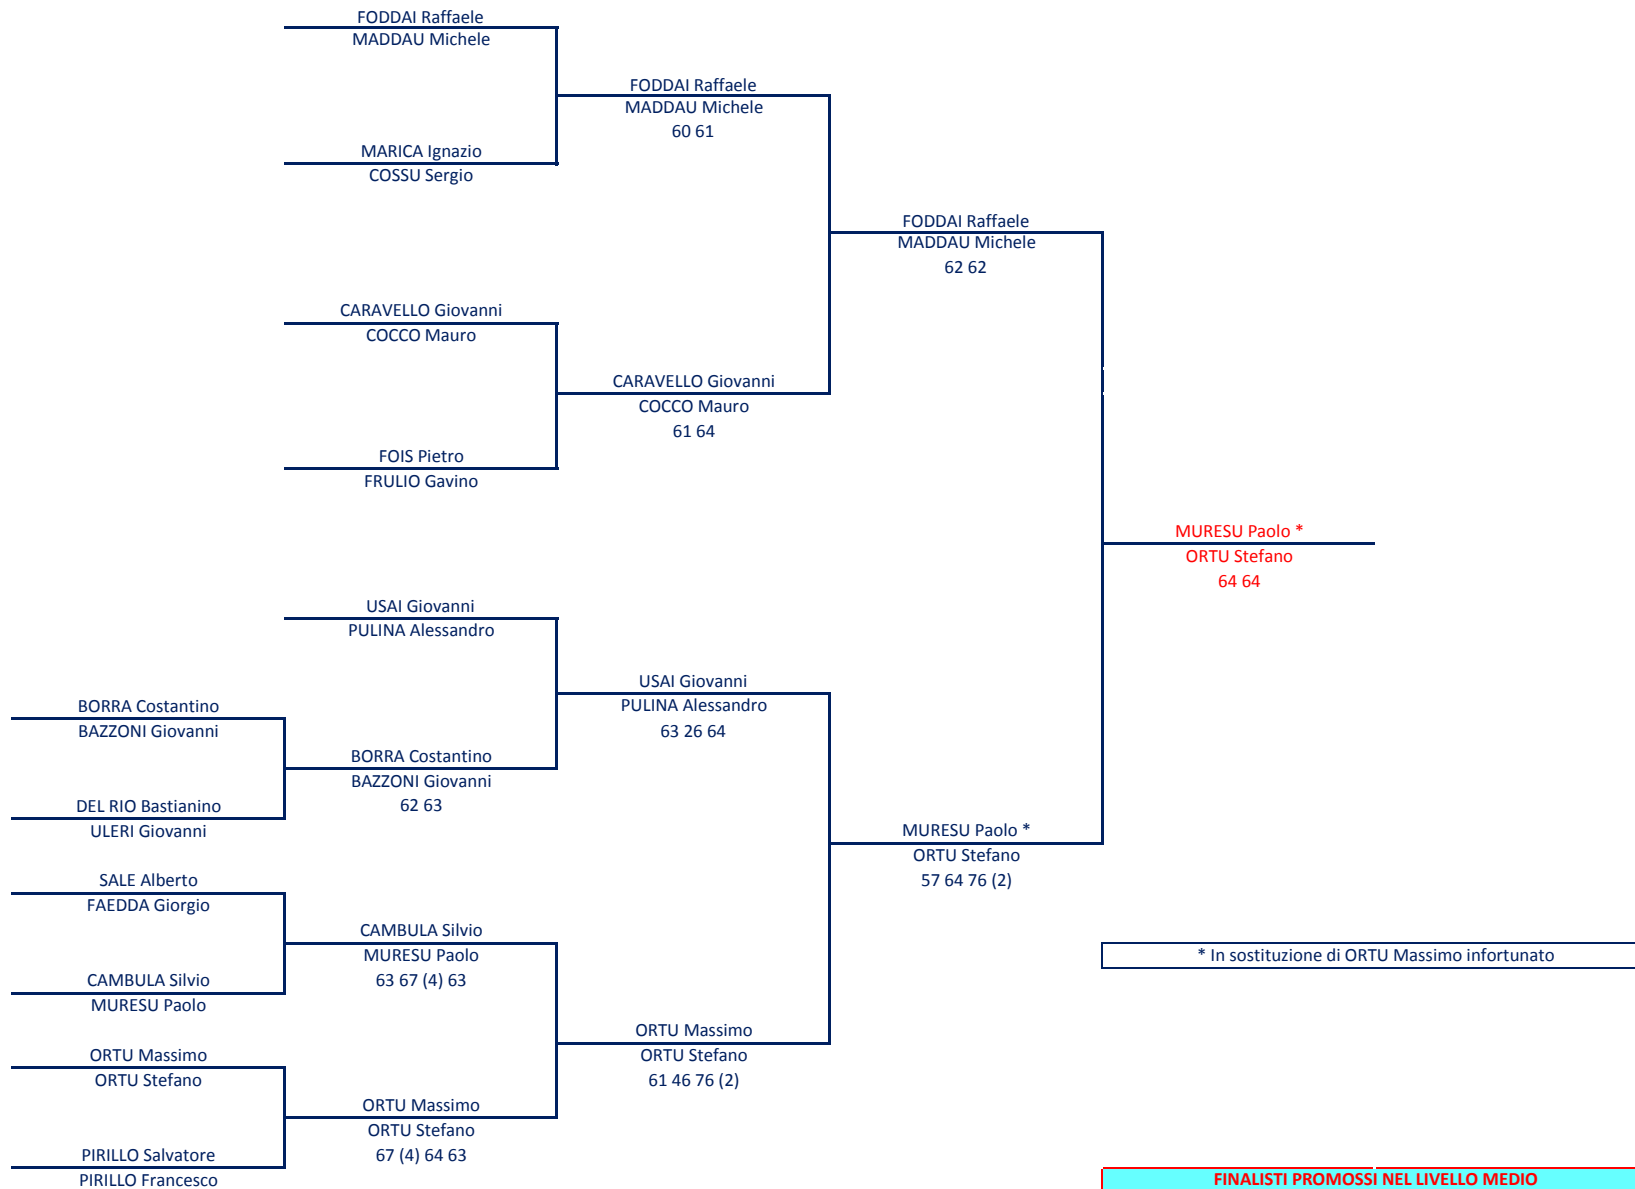 FODDAI Raffaele
MADDAU Michele
FODDAI Raffaele
MADDAU Michele
60 61
MARICA Ignazio
COSSU Sergio
FODDAI Raffaele
MADDAU Michele
62 62
CARAVELLO Giovanni
COCCO Mauro
CARAVELLO Giovanni
COCCO Mauro
61 64
FOIS Pietro
FRULIO Gavino
MURESU Paolo *
ORTU Stefano
64 64
USAI Giovanni
PULINA Alessandro
USAI Giovanni
PULINA Alessandro
63 26 64
BORRA Costantino
BAZZONI Giovanni
BORRA Costantino
BAZZONI Giovanni
62 63
DEL RIO Bastianino
ULERI Giovanni
MURESU Paolo *
ORTU Stefano
57 64 76 (2)
SALE Alberto
FAEDDA Giorgio
CAMBULA Silvio
MURESU Paolo
63 67 (4) 63
* In sostituzione di ORTU Massimo infortunato
CAMBULA Silvio
MURESU Paolo
ORTU Massimo
ORTU Stefano
61 46 76 (2)
ORTU Massimo
ORTU Stefano
ORTU Massimo
ORTU Stefano
67 (4) 64 63
PIRILLO Salvatore
PIRILLO Francesco
FINALISTI PROMOSSI NEL LIVELLO MEDIO